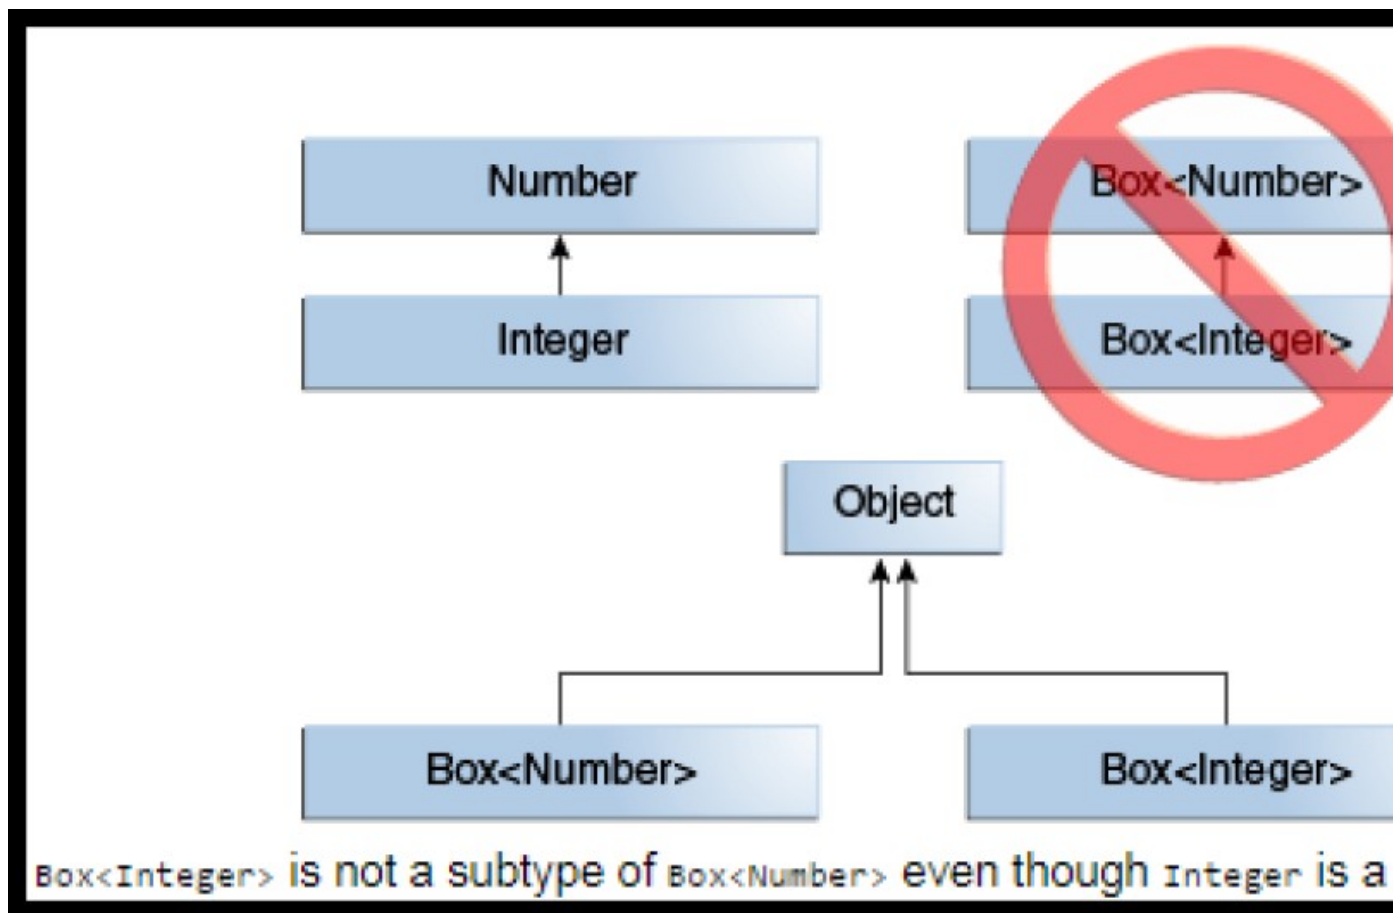 Number Box<Number>
Integer Box<Integer>
Object
Box<Number> Box<Integer>
Box<Integer> is not a subtype of Box<Number> even though Integer is a